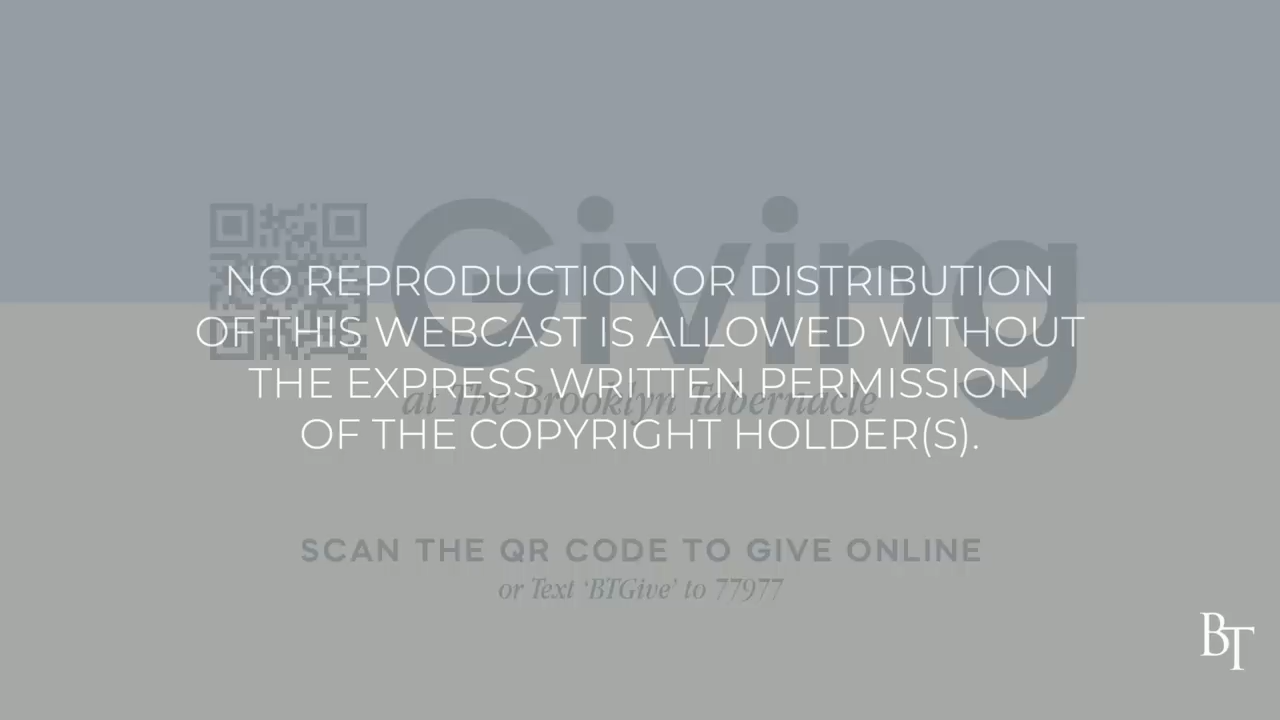 Giving
NO REPRODUCTION OR DISTRIBUTION
OF THIS WEBCAST IS ALLOWED WITHOUT
THE EXPRESS WRITTEN PERMISSION
at The Brooklyn Tabernacle
OF THE COPYRIGHT HOLDER(S).
SCAN THE QR CODE TO GIVE ONLINE
or Text ‘BTGive’ to 77977
BT